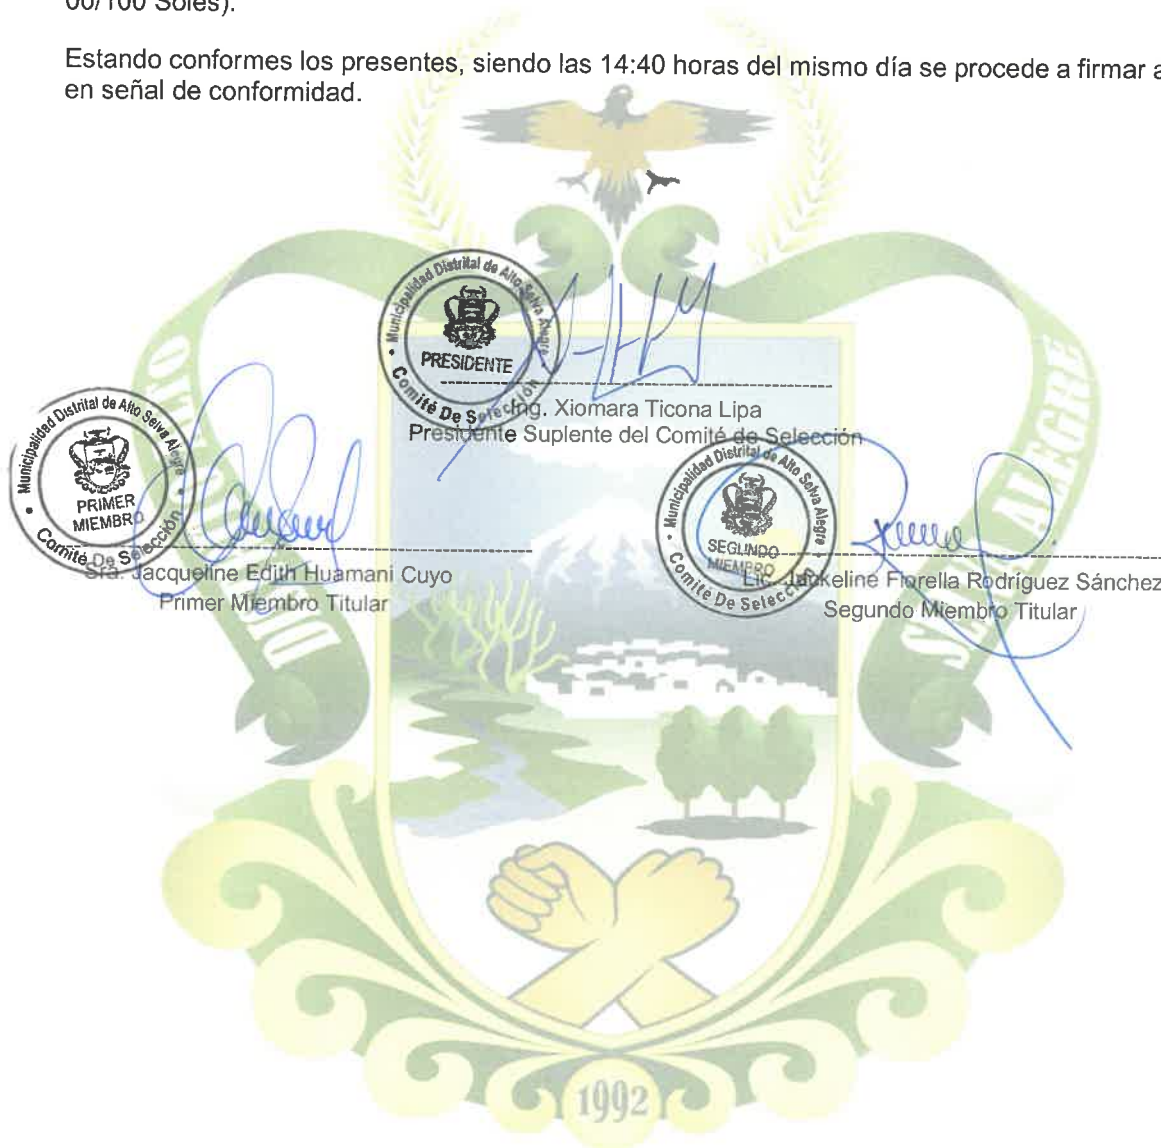 00/100 Soles).
Estando conformes los presentes, siendo las 14:40 horas del mismo día se procede a firmar a
en señal de conformidad.
Municipalidad Distrital de Alto Selva Alegre
PRESIDENTE
Comité De Selección
Ing. Xiomara Ticona Lipa
Presidente Suplente del Comité de Selección
Municipalidad Distrital de Alto Selva Alegre
PRIMER
MIEMBRO
Comité De Selección
Sra. Jacqueline Edith Huamani Cuyo
Primer Miembro Titular
Municipalidad Distrital de Alto Selva Alegre
SEGUNDO
MIEMBRO
Comité De Selección
Lic. Jackeline Fiorella Rodríguez Sánchez
Segundo Miembro Titular
SELVA ALEGRE
1992